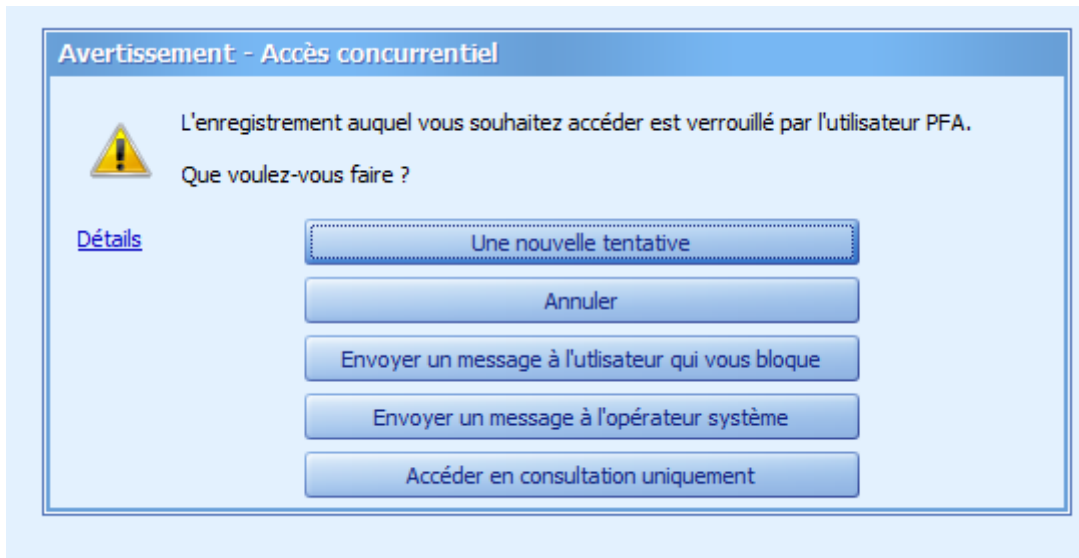 Avertissement - Accès concurrentiel
L'enregistrement auquel vous souhaitez accéder est verrouillé par l'utilisateur PFA.
Que voulez-vous faire ?
Détails
Une nouvelle tentative
Annuler
Envoyer un message à l'utlisateur qui vous bloque
Envoyer un message à l'opérateur système
Accéder en consultation uniquement